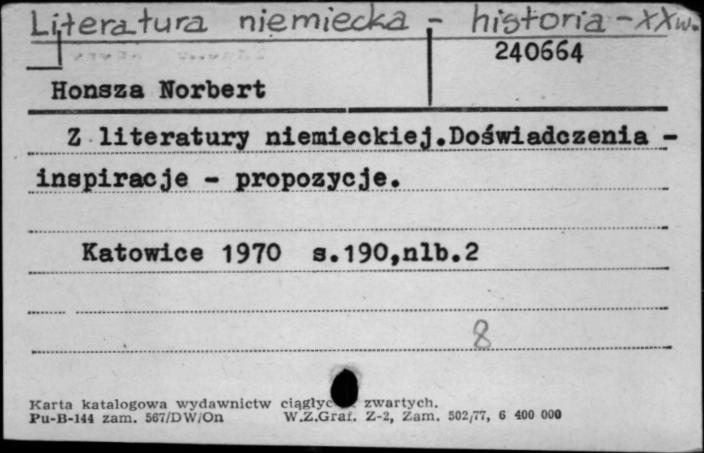 Literatura niemiecka - historia - XX w.
240664
Honsza Norbert
Z literatury niemieckiej.Doświadczenia -
inspiracje - propozycje.
Katowice 1970 s.190,nlb.2
8
Karta katalogowa wydawnictw zwartych.
Pu-B-144 zam. 567/DW/On W.Z.Graf. Z-2, Zam. 502/77, 6 400 000